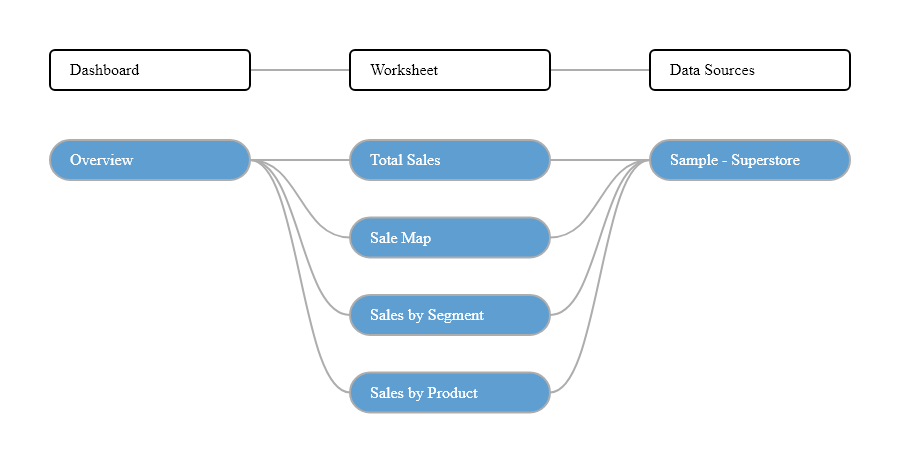 Dashboard
Worksheet
Data Sources
Overview
Total Sales
Sample - Superstore
Sale Map
Sales by Segment
Sales by Product